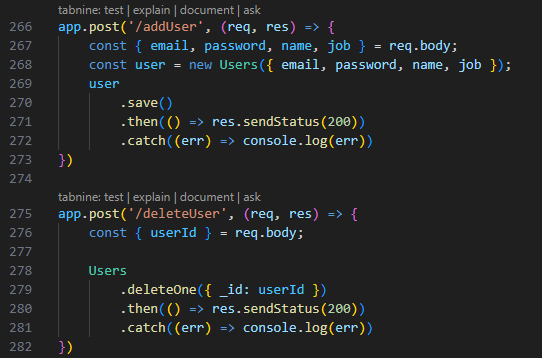 tabnine: test | explain | document | ask
266 app.post('/addUser', (req, res) => {
267     const { email, password, name, job } = req.body;
268     const user = new Users({ email, password, name, job });
269     user
270         .save()
271         .then(() => res.sendStatus(200))
272         .catch((err) => console.log(err))
273 })
274
tabnine: test | explain | document | ask
275 app.post('/deleteUser', (req, res) => {
276     const { userId } = req.body;
277
278     Users
279         .deleteOne({ _id: userId })
280         .then(() => res.sendStatus(200))
281         .catch((err) => console.log(err))
282 })